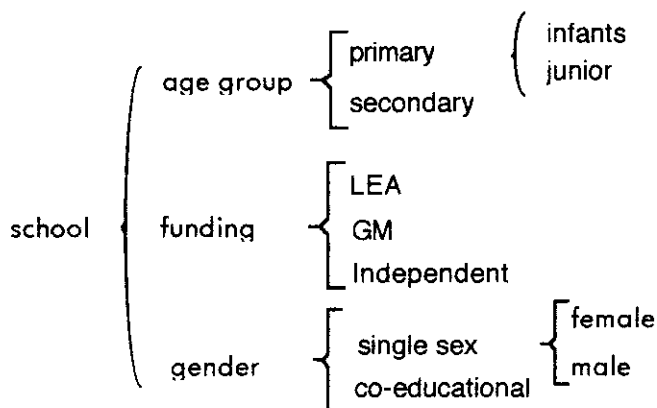 infants
primary
junior
age group
secondary
LEA
school
funding
GM
Independent
female
single sex
gender
male
co-educational